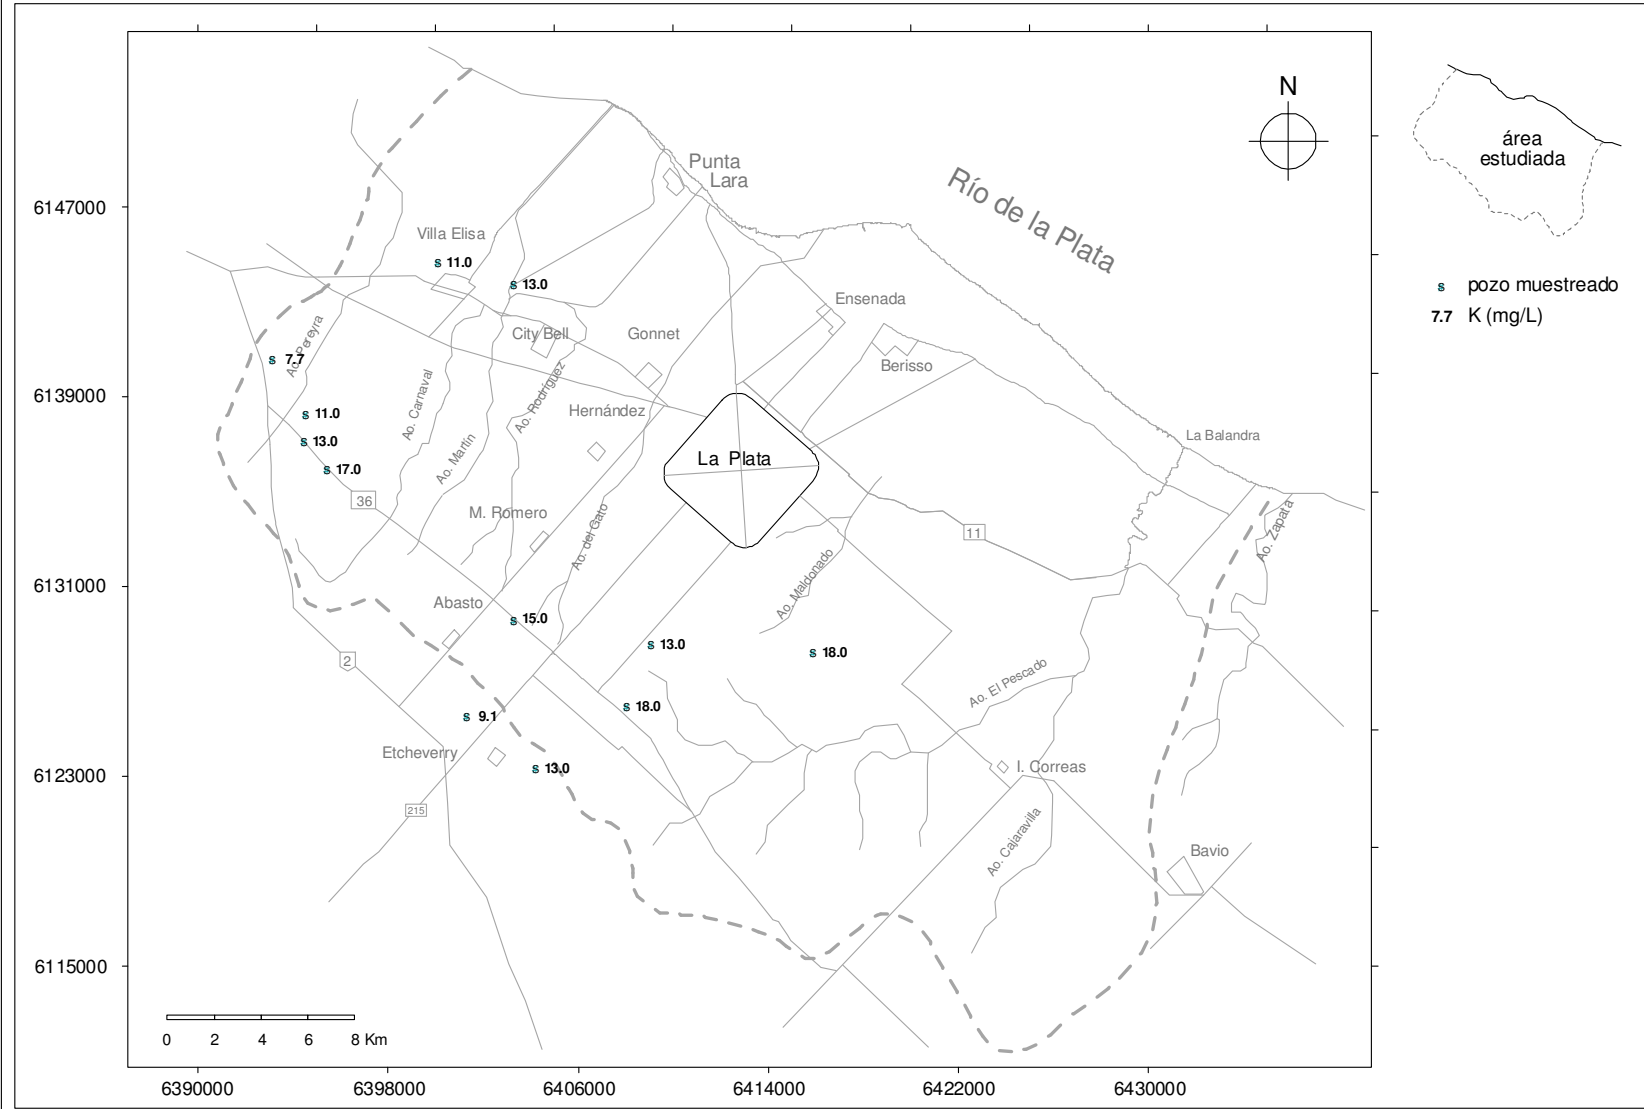 N
Punta
Lara
Río de la Plata
área
estudiada
6147000
Villa Elisa
s 11.0
s 13.0
s pozo muestreado
7.7 K (mg/L)
Ensenada
City Bell
Gonnet
Ao. Pereyra
s 7.7
Berisso
6139000
Ao. Carnaval
Ao. Rodríguez
Hernández
s 11.0
s 13.0
s 17.0
Ao. Martín
La Plata
La Balandra
36
M. Romero
Ao. del Gato
11
Ao. Zapata
Ao. Maldonado
6131000
Abasto
s 15.0
s 13.0
s 18.0
2
Ao. El Pescado
s 18.0
s 9.1
Etcheverry
s 13.0
I. Correas
6123000
215
Ao. Cajaravilla
Bavio
6115000
0 2 4 6 8 Km
6390000 6398000 6406000 6414000 6422000 6430000